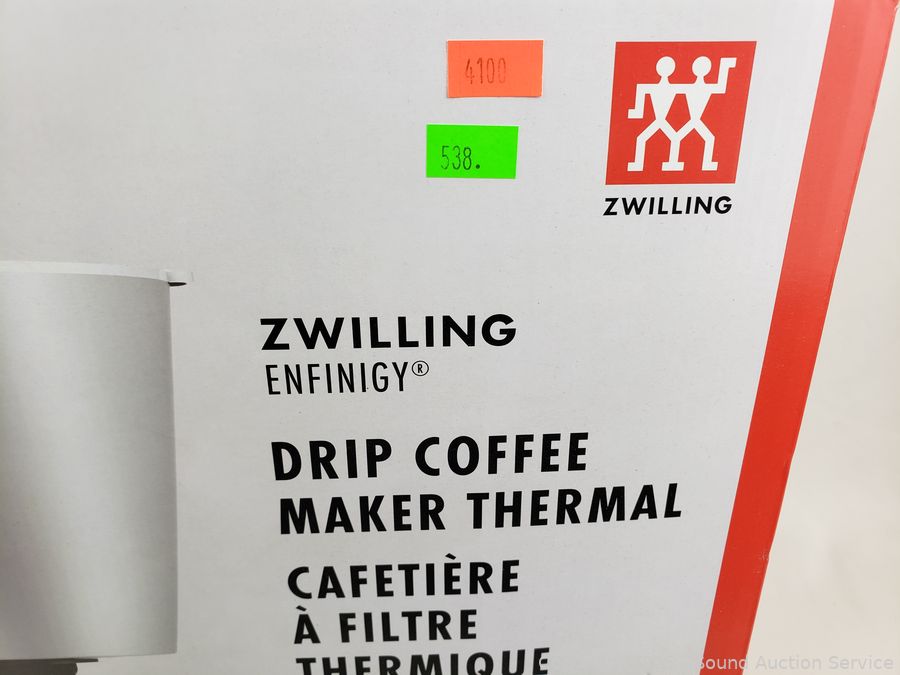 4100
538.
ZWILLING
ZWILLING
ENFINIGY®
DRIP COFFEE
MAKER THERMAL
CAFETIÈRE
À FILTRE
THERMIQUE
Sound Auction Service